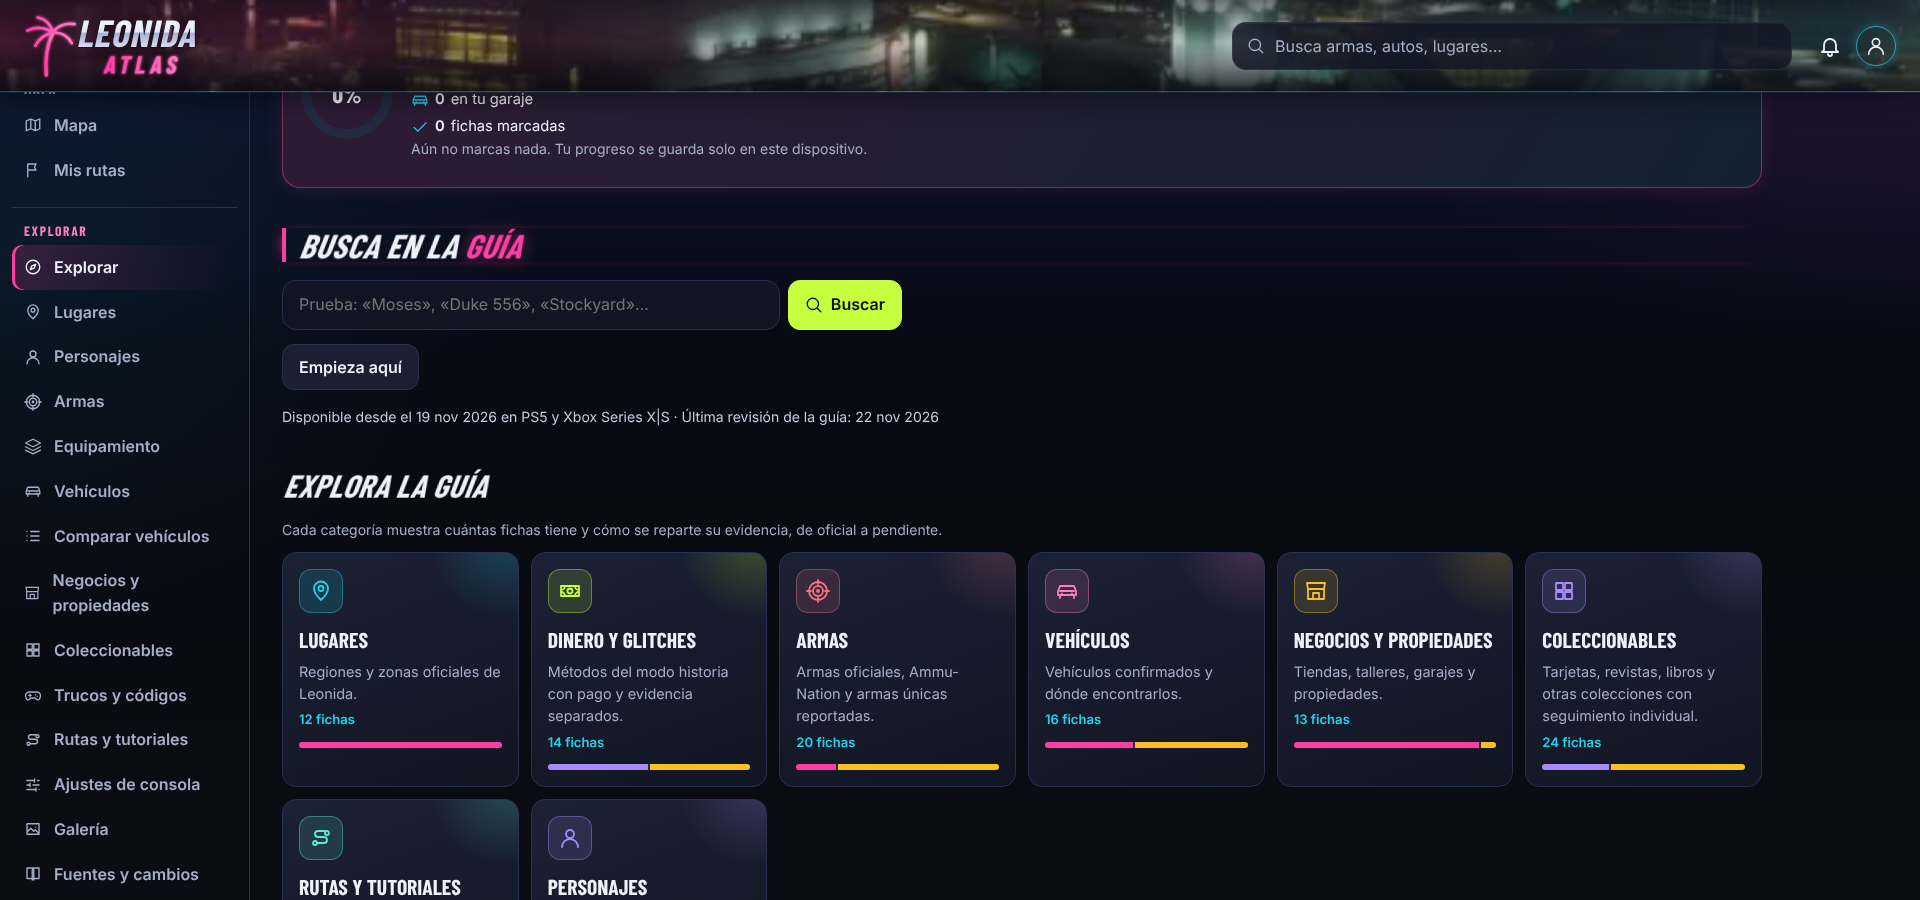 LEONIDA
ATLAS
Busca armas, autos, lugares...
Mapa
Mis rutas
EXPLORAR
Explorar
Lugares
Personajes
Armas
Equipamiento
Vehículos
Comparar vehículos
Negocios y
propiedades
Coleccionables
Trucos y códigos
Rutas y tutoriales
Ajustes de consola
Galería
Fuentes y cambios
0%
0 en tu garaje
0 fichas marcadas
Aún no marcas nada. Tu progreso se guarda solo en este dispositivo.
BUSCA EN LA GUÍA
Prueba: «Moses», «Duke 556», «Stockyard»...
Buscar
Empieza aquí
Disponible desde el 19 nov 2026 en PS5 y Xbox Series X|S · Última revisión de la guía: 22 nov 2026
EXPLORA LA GUÍA
Cada categoría muestra cuántas fichas tiene y cómo se reparte su evidencia, de oficial a pendiente.
LUGARES
Regiones y zonas oficiales de
Leonida.
12 fichas
DINERO Y GLITCHES
Métodos del modo historia
con pago y evidencia
separados.
14 fichas
ARMAS
Armas oficiales, Ammu-
Nation y armas únicas
reportadas.
20 fichas
VEHÍCULOS
Vehículos confirmados y
dónde encontrarlos.
16 fichas
NEGOCIOS Y PROPIEDADES
Tiendas, talleres, garajes y
propiedades.
13 fichas
COLECCIONABLES
Tarjetas, revistas, libros y
otras colecciones con
seguimiento individual.
24 fichas
RUTAS Y TUTORIALES
PERSONAJES